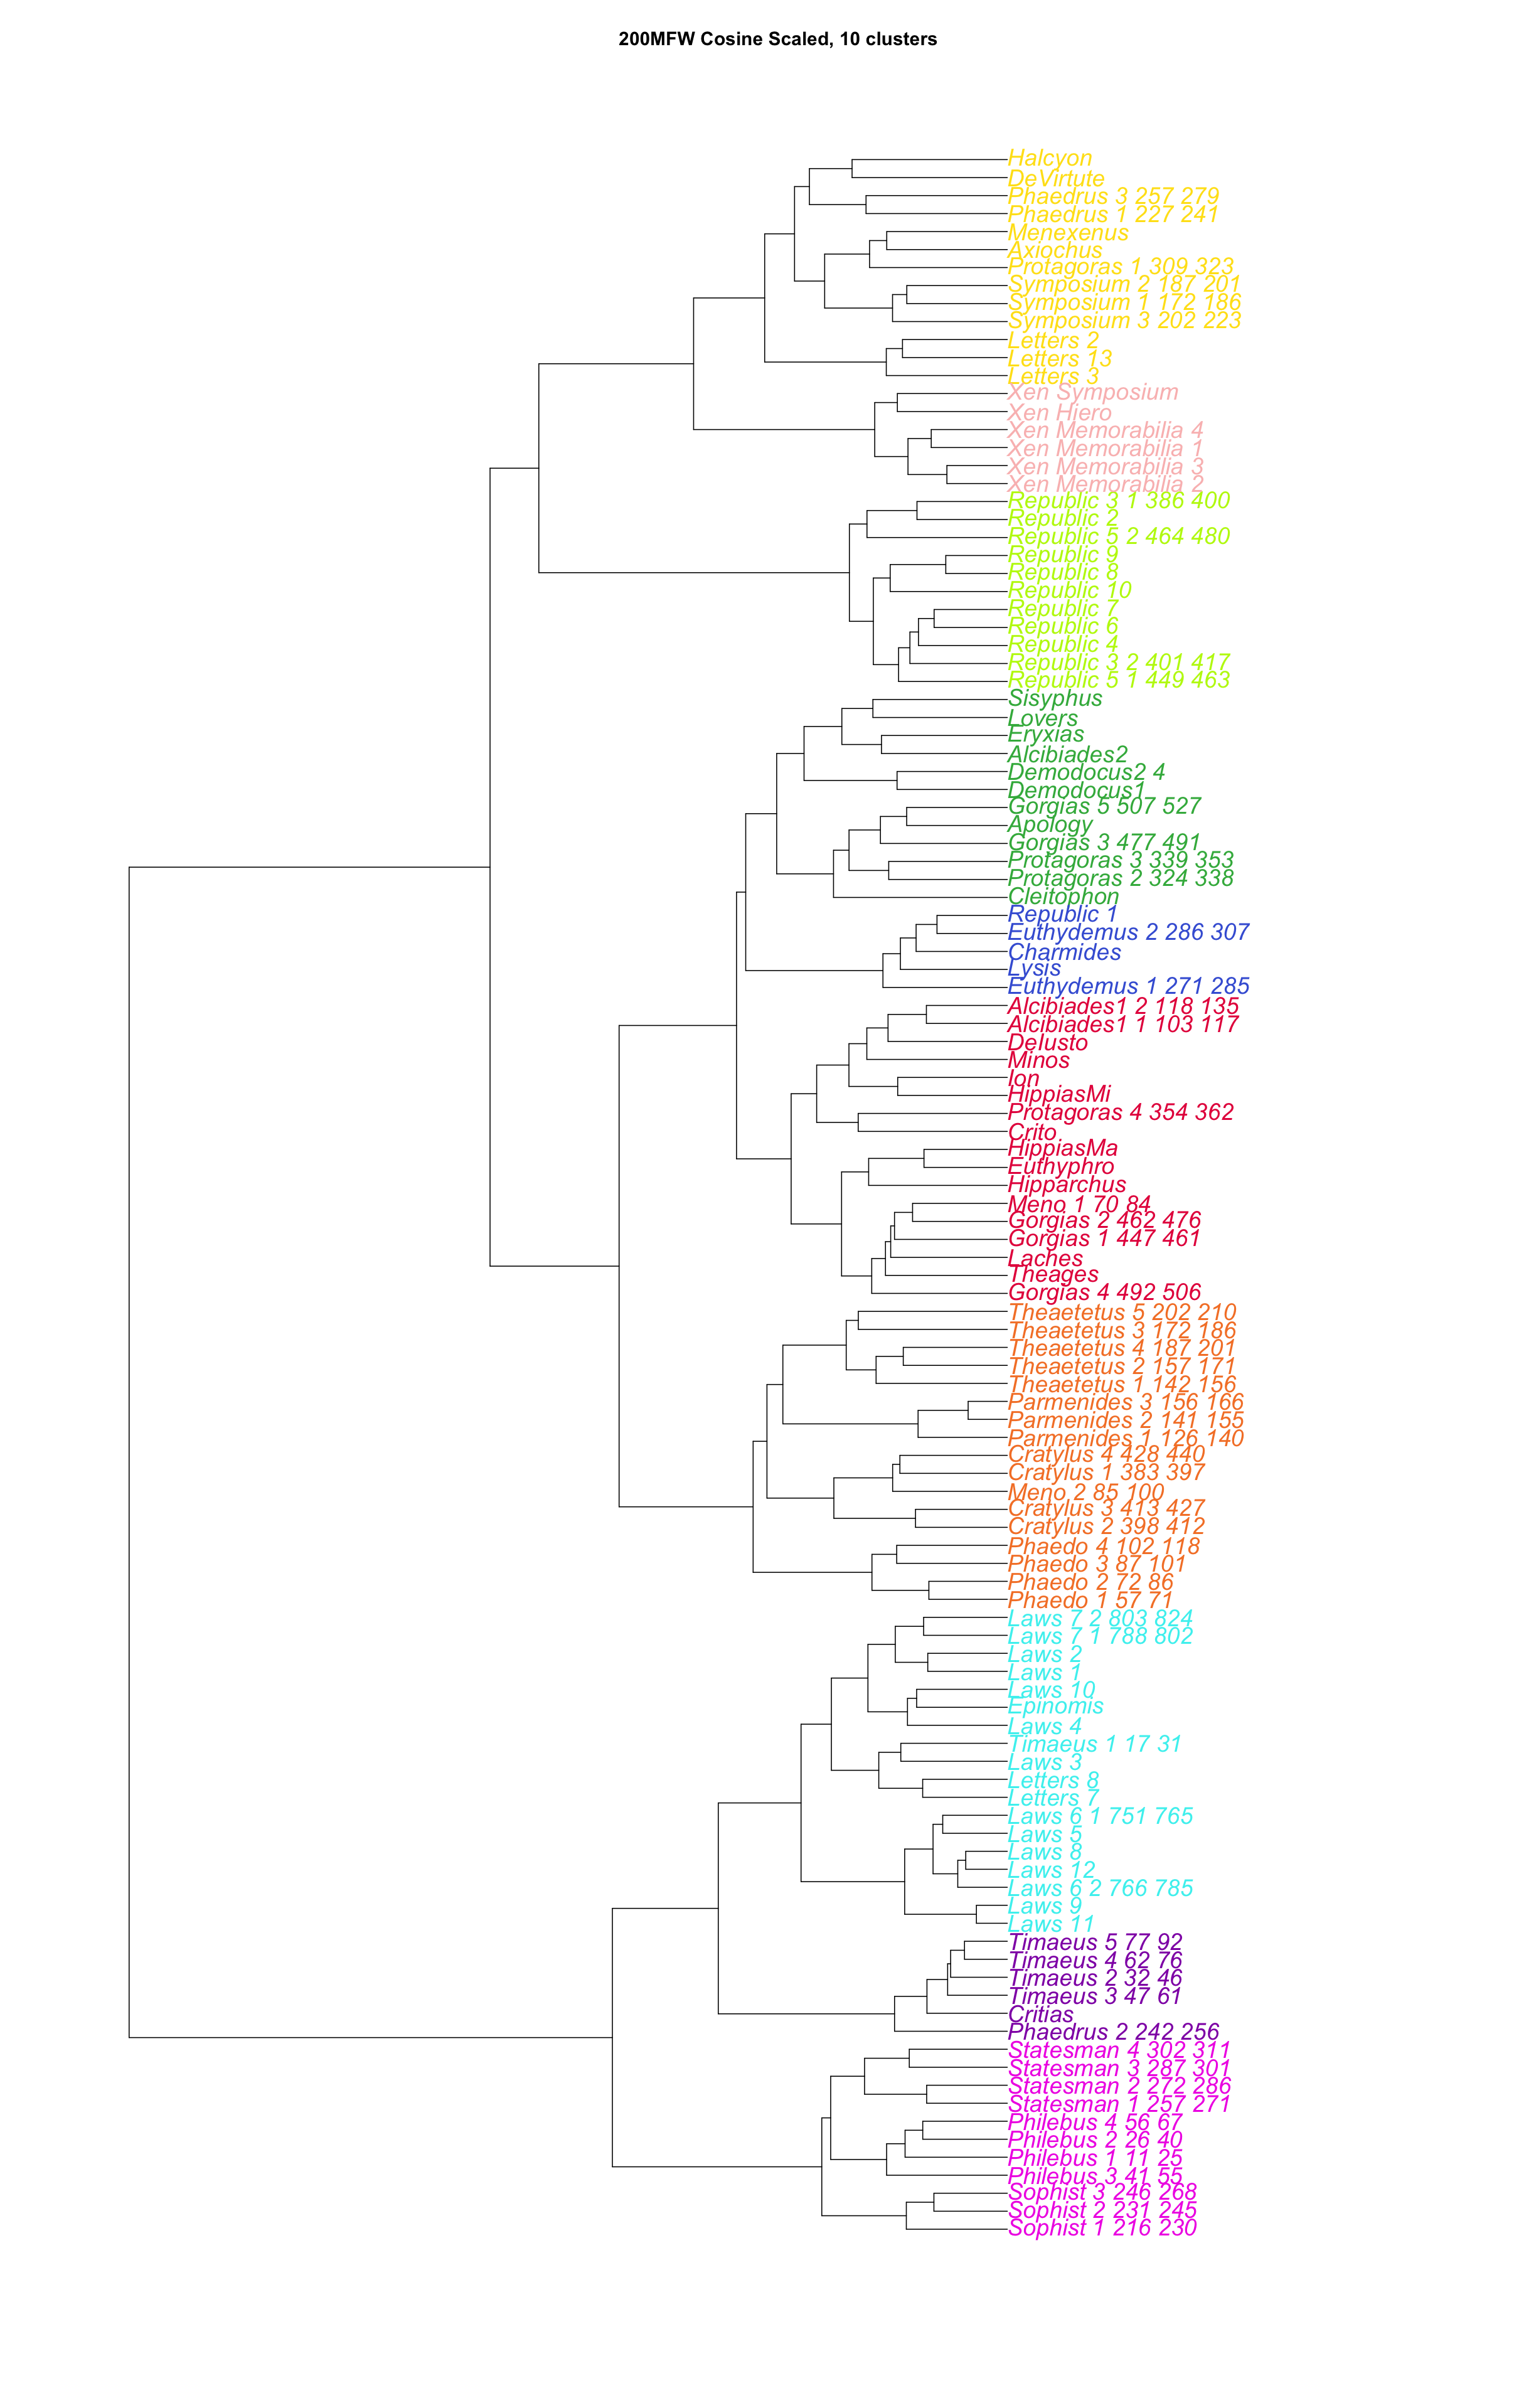 200MFW Cosine Scaled, 10 clusters
Halcyon
DeVirtute
Phaedrus 3 257 279
Phaedrus 1 227 241
Menexenus
Axiochus
Protagoras 1 309 323
Symposium 2 187 201
Symposium 1 172 186
Symposium 3 202 223
Letters 2
Letters 13
Letters 3
Xen Symposium
Xen Hiero
Xen Memorabilia 4
Xen Memorabilia 1
Xen Memorabilia 3
Xen Memorabilia 2
Republic 3 1 386 400
Republic 2
Republic 5 2 464 480
Republic 9
Republic 8
Republic 10
Republic 7
Republic 6
Republic 4
Republic 3 2 401 417
Republic 5 1 449 463
Sisyphus
Lovers
Eryxias
Alcibiades2
Demodocus2 4
Demodocus1
Gorgias 5 507 527
Apology
Gorgias 3 477 491
Protagoras 3 339 353
Protagoras 2 324 338
Cleitophon
Republic 1
Euthydemus 2 286 307
Charmides
Lysis
Euthydemus 1 271 285
Alcibiades1 2 118 135
Alcibiades1 1 103 117
DeIusto
Minos
Ion
HippiasMi
Protagoras 4 354 362
Crito
HippiasMa
Euthyphro
Hipparchus
Meno 1 70 84
Gorgias 2 462 476
Gorgias 1 447 461
Laches
Theages
Gorgias 4 492 506
Theaetetus 5 202 210
Theaetetus 3 172 186
Theaetetus 4 187 201
Theaetetus 2 157 171
Theaetetus 1 142 156
Parmenides 3 156 166
Parmenides 2 141 155
Parmenides 1 126 140
Cratylus 4 428 440
Cratylus 1 383 397
Meno 2 85 100
Cratylus 3 413 427
Cratylus 2 398 412
Phaedo 4 102 118
Phaedo 3 87 101
Phaedo 2 72 86
Phaedo 1 57 71
Laws 7 2 803 824
Laws 7 1 788 802
Laws 2
Laws 1
Laws 10
Epinomis
Laws 4
Timaeus 1 17 31
Laws 3
Letters 8
Letters 7
Laws 6 1 751 765
Laws 5
Laws 8
Laws 12
Laws 6 2 766 785
Laws 9
Laws 11
Timaeus 5 77 92
Timaeus 4 62 76
Timaeus 2 32 46
Timaeus 3 47 61
Critias
Phaedrus 2 242 256
Statesman 4 302 311
Statesman 3 287 301
Statesman 2 272 286
Statesman 1 257 271
Philebus 4 56 67
Philebus 2 26 40
Philebus 1 11 25
Philebus 3 41 55
Sophist 3 246 268
Sophist 2 231 245
Sophist 1 216 230